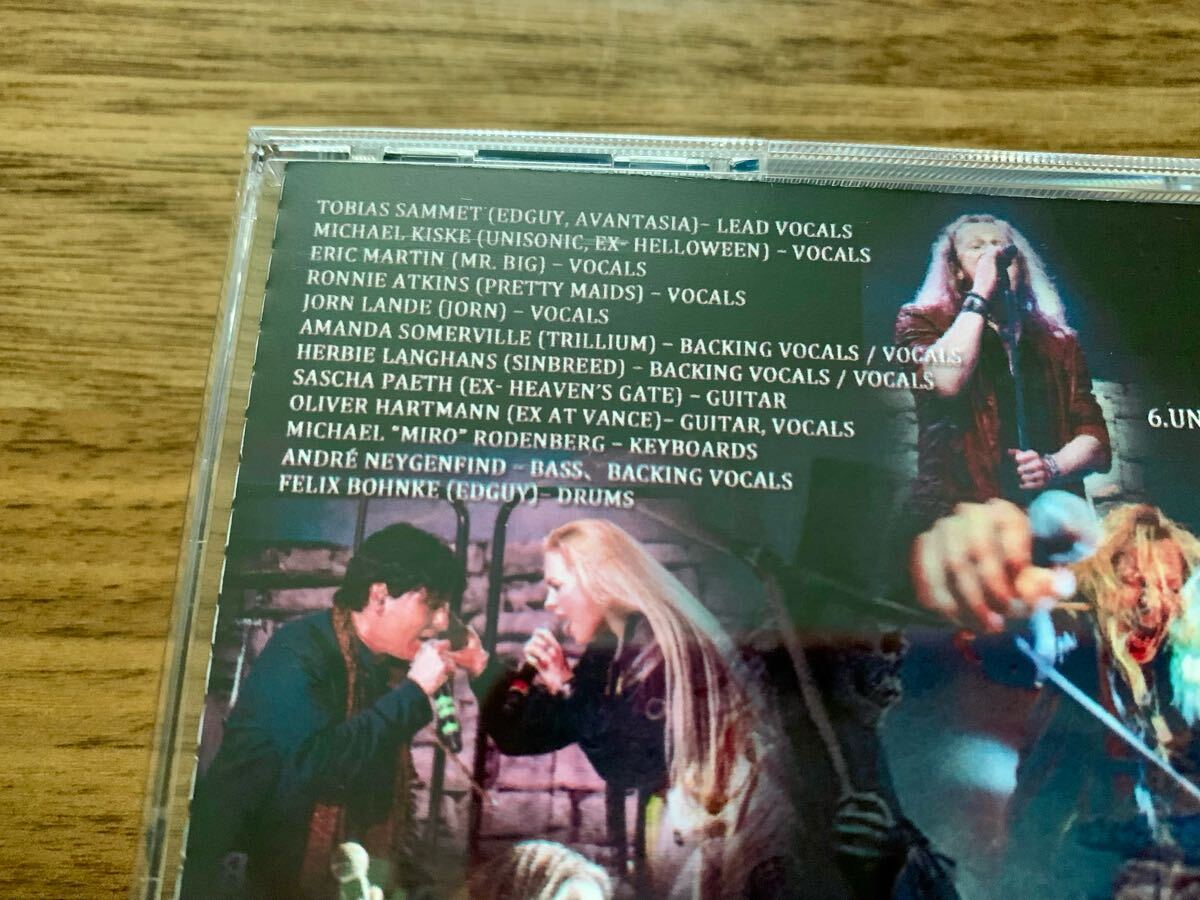 TOBIAS SAMMET (EDGUY, AVANTASIA)– LEAD VOCALS
MICHAEL KISKE (UNISONIC, EX- HELLOWEEN) – VOCALS
ERIC MARTIN (MR. BIG) – VOCALS
RONNIE ATKINS (PRETTY MAIDS) – VOCALS
JORN LANDE (JORN) – VOCALS
AMANDA SOMERVILLE (TRILLIUM) – BACKING VOCALS / VOCALS
HERBIE LANGHANS (SINBREED) – BACKING VOCALS / VOCALS
SASCHA PAETH (EX- HEAVEN'S GATE) – GUITAR
OLIVER HARTMANN (EX AT VANCE)– GUITAR, VOCALS
MICHAEL "MIRO" RODENBERG – KEYBOARDS
ANDRÉ NEYGENFIND – BASS、BACKING VOCALS
FELIX BOHNKE (EDGUY)– DRUMS
6.UN